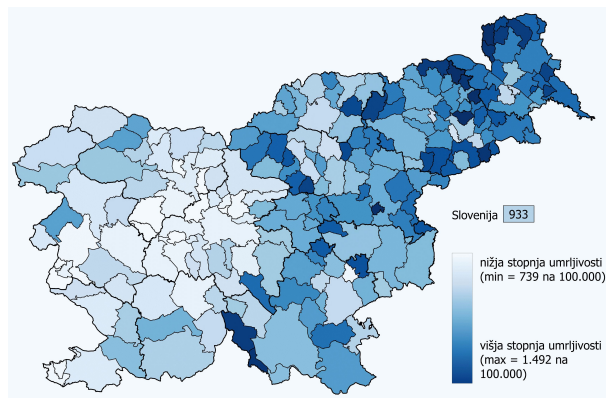 Slovenija 933
nižja stopnja umrljivosti
(min = 739 na 100.000)
višja stopnja umrljivosti
(max = 1.492 na
100.000)